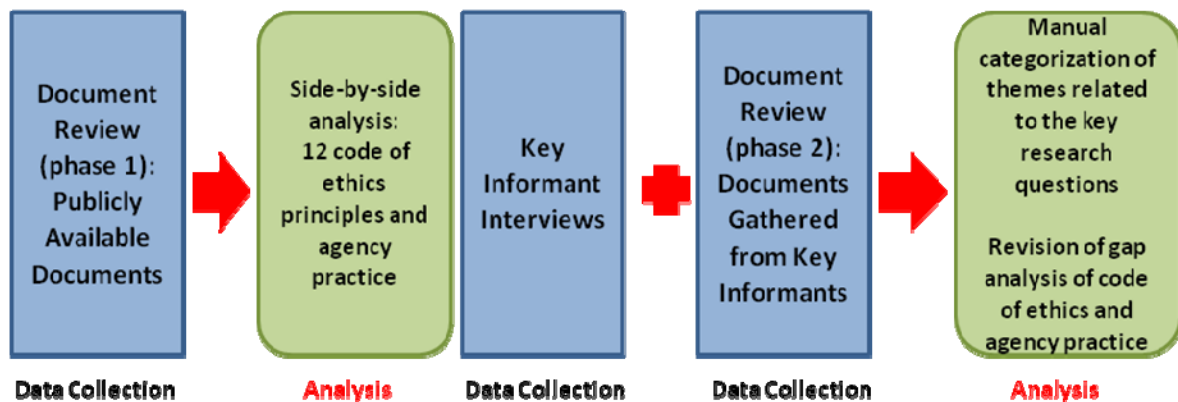 Document
Review
(phase 1):
Publicly
Available
Documents
Side-by-side
analysis:
12 code of
ethics
principles and
agency
practice
Key
Informant
Interviews
Document
Review
(phase 2):
Documents
Gathered
from Key
Informants
Manual
categorization of
themes related
to the key
research
questions
Revision of gap
analysis of code
of ethics and
agency practice
Data Collection
Analysis
Data Collection
Data Collection
Analysis